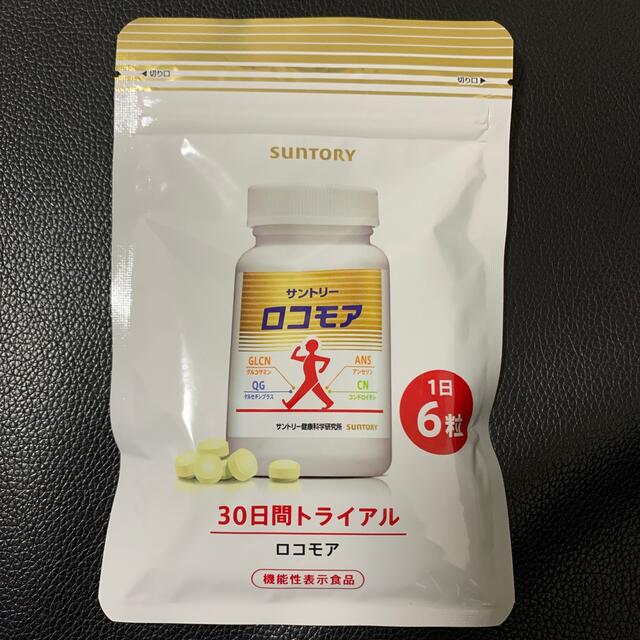 ◀切り口
切り口▶
SUNTORY
サントリー
ロコモア
GLCN
グルコサミン
ANS
アンセリン
QG
ケルセチンプラス
CN
コンドロイチン
サントリー健康科学研究所 SUNTORY
1日
6粒
30日間トライアル
ロコモア
機能性表示食品